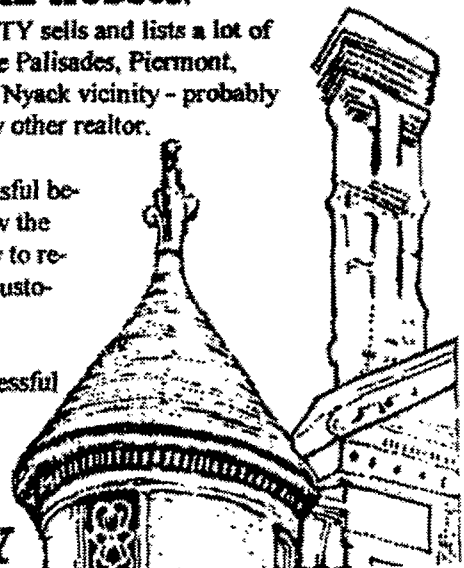 TY sells and lists a lot of
e Palisades, Piermont,
Nyack vicinity - probably
y other realtor.
sful be-
w the
y to re-
usto-
essful